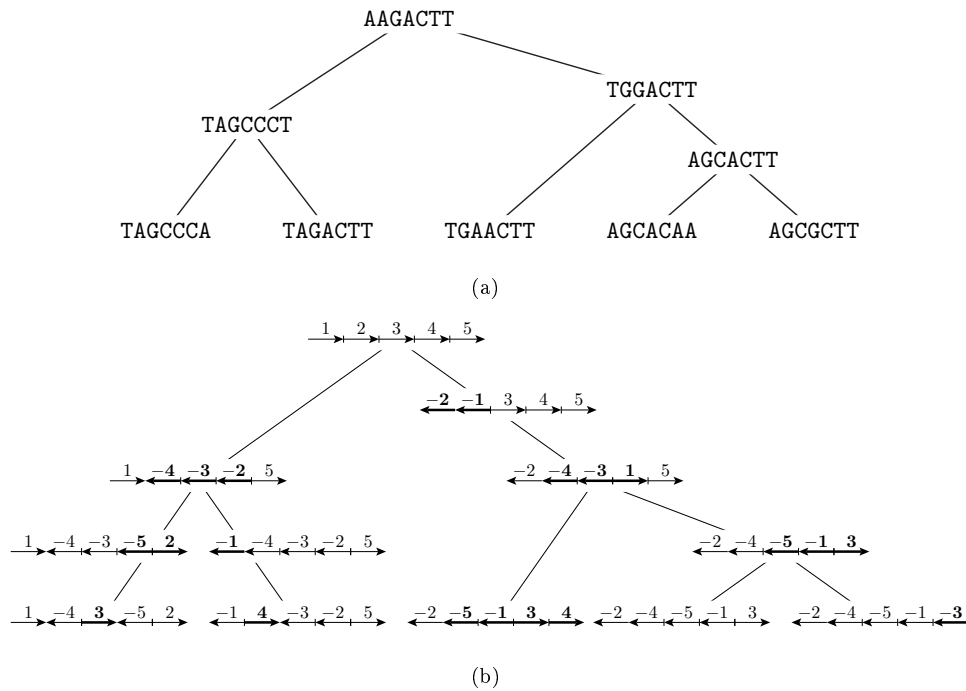 AAGACTT
TGGACTT
TAGCCCT
AGCACTT
TAGCCCA TAGACTT TGAACTT AGCACAA AGCGCTT
(a)
1 2 3 4 5
−2 −1 3 4 5
1 −4 −3 −2 5 −2 −4 −3 1 5
1 −4 −3 −5 2 −1 −4 −3 −2 5 −2 −4 −5 −1 3
1 −4 3 −5 2 −1 4 −3 −2 5 −2 −5 −1 3 4 −2 −4 −5 −1 3 −2 −4 −5 −1 −3
(b)